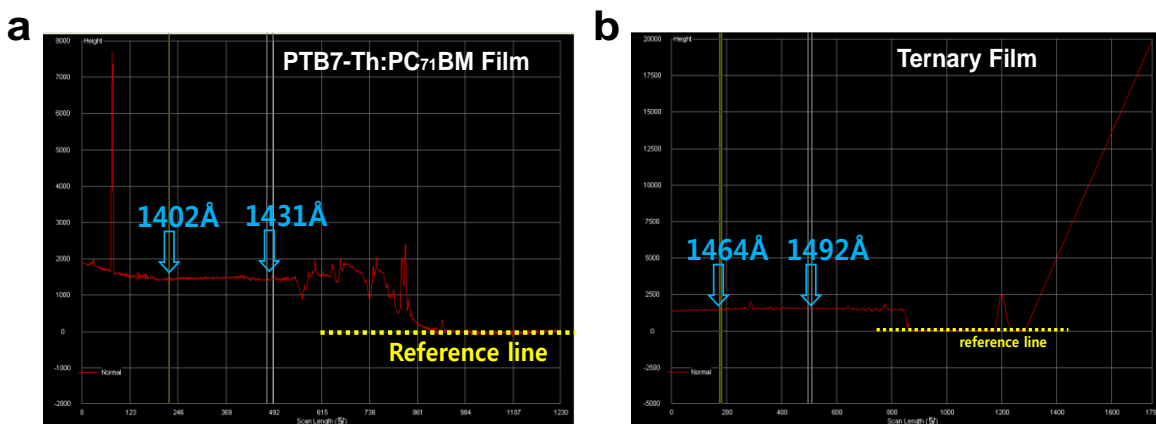 a
Height
PTB7-Th:PC₇₁BM Film
8000
7000
6000
5000
4000
3000
2000
1000
0
-1000
-2000
1402Å
1431Å
Reference line
Normal
0 123 246 369 492 615 738 861 984 1107 1230
b
Height
Ternary Film
20000
17500
15000
12500
10000
7500
5000
2500
0
-2500
-5000
1464Å
1492Å
reference line
Normal
0 200 400 600 800 1000 1200 1400 1600 175
Scan Length